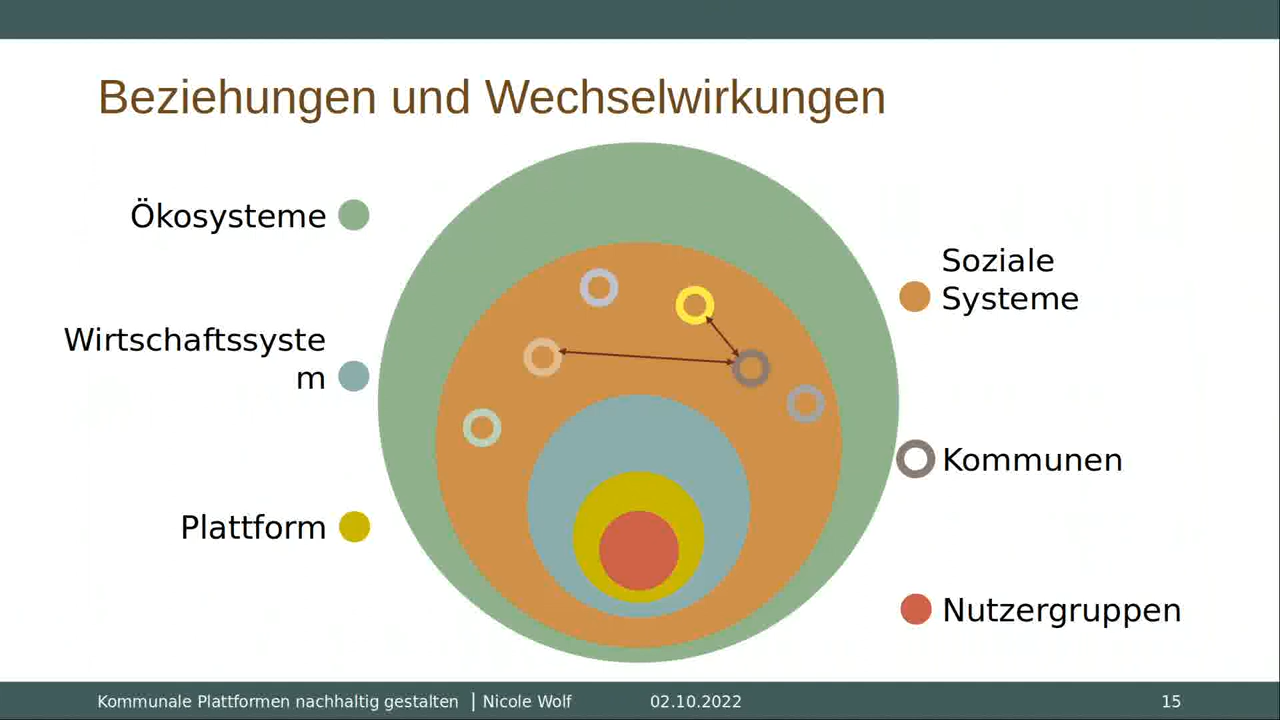 Beziehungen und Wechselwirkungen
Ökosysteme
Soziale
Systeme
Wirtschaftssyste
m
Kommunen
Plattform
Nutzergruppen
Kommunale Plattformen nachhaltig gestalten | Nicole Wolf 02.10.2022 15